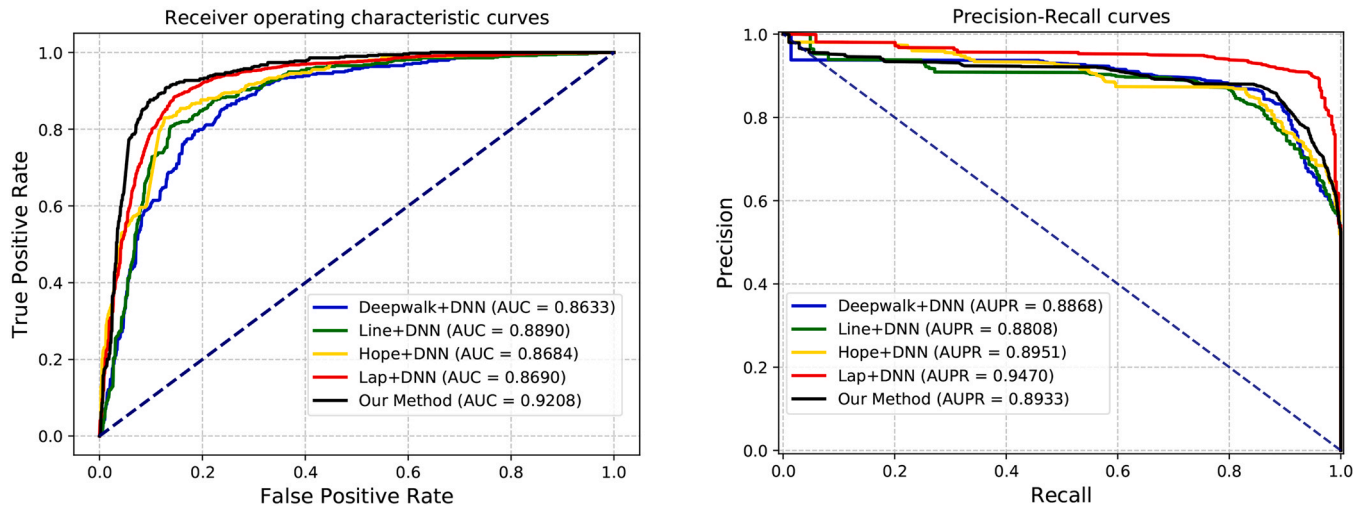 Receiver operating characteristic curves
True Positive Rate
1.0
0.8
0.6
0.4
0.2
0.0
Deepwalk+DNN (AUC = 0.8633)
Line+DNN (AUC = 0.8890)
Hope+DNN (AUC = 0.8684)
Lap+DNN (AUC = 0.8690)
Our Method (AUC = 0.9208)
0.0 0.2 0.4 0.6 0.8 1.0
False Positive Rate
Precision-Recall curves
Precision
1.0
0.8
0.6
0.4
0.2
0.0
Deepwalk+DNN (AUPR = 0.8868)
Line+DNN (AUPR = 0.8808)
Hope+DNN (AUPR = 0.8951)
Lap+DNN (AUPR = 0.9470)
Our Method (AUPR = 0.8933)
0.0 0.2 0.4 0.6 0.8 1.0
Recall